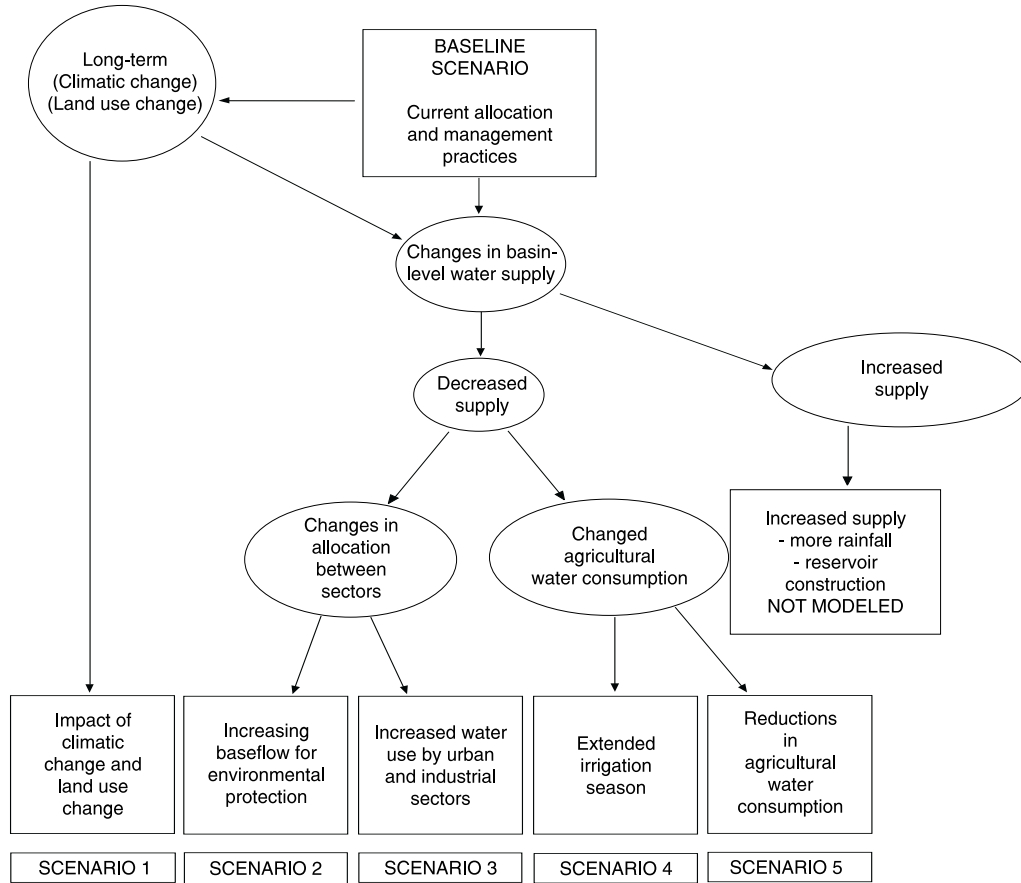 Long-term
(Climatic change)
(Land use change)
BASELINE
SCENARIO
Current allocation
and management
practices
Changes in basin-
level water supply
Decreased
supply
Increased
supply
Changes in
allocation
between
sectors
Changed
agricultural
water consumption
Increased supply
- more rainfall
- reservoir
construction
NOT MODELED
Impact of
climatic
change and
land use
change
Increasing
baseflow for
environmental
protection
Increased water
use by urban
and industrial
sectors
Extended
irrigation
season
Reductions
in
agricultural
water
consumption
SCENARIO 1
SCENARIO 2
SCENARIO 3
SCENARIO 4
SCENARIO 5